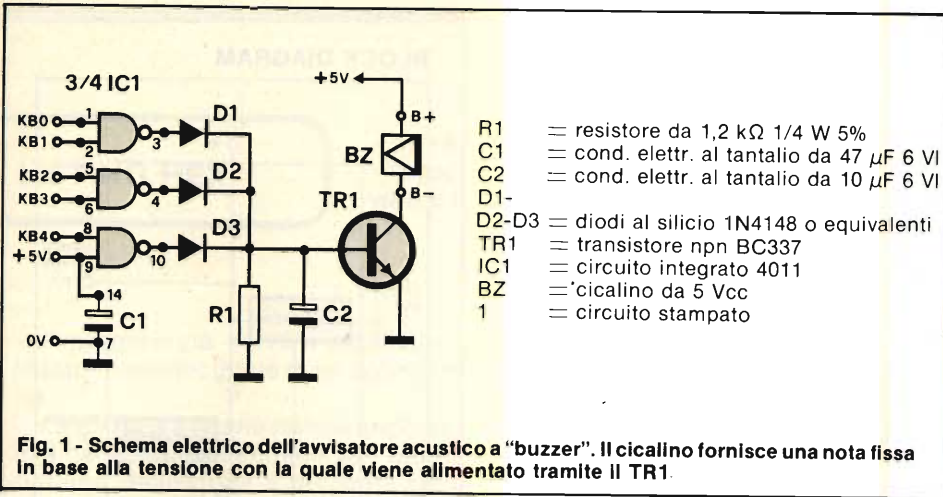 BLOCK DIAGRAM
3/4 IC1
+5V
KB0
1
KB1
2
3
D1
B+
BZ
KB2
5
KB3
6
4
D2
B-
TR1
KB4
8
+5V
9
10
D3
14
C1
R1
C2
0V
7
R1 = resistore da 1,2 kΩ 1/4 W 5%
C1 = cond. elettr. al tantalio da 47 µF 6 Vl
C2 = cond. elettr. al tantalio da 10 µF 6 Vl
D1-
D2-D3 = diodi al silicio 1N4148 o equivalenti
TR1 = transistore npn BC337
IC1 = circuito integrato 4011
BZ = cicalino da 5 Vcc
1 = circuito stampato
Fig. 1 - Schema elettrico dell'avvisatore acustico a "buzzer". Il cicalino fornisce una nota fissa
in base alla tensione con la quale viene alimentato tramite il TR1.